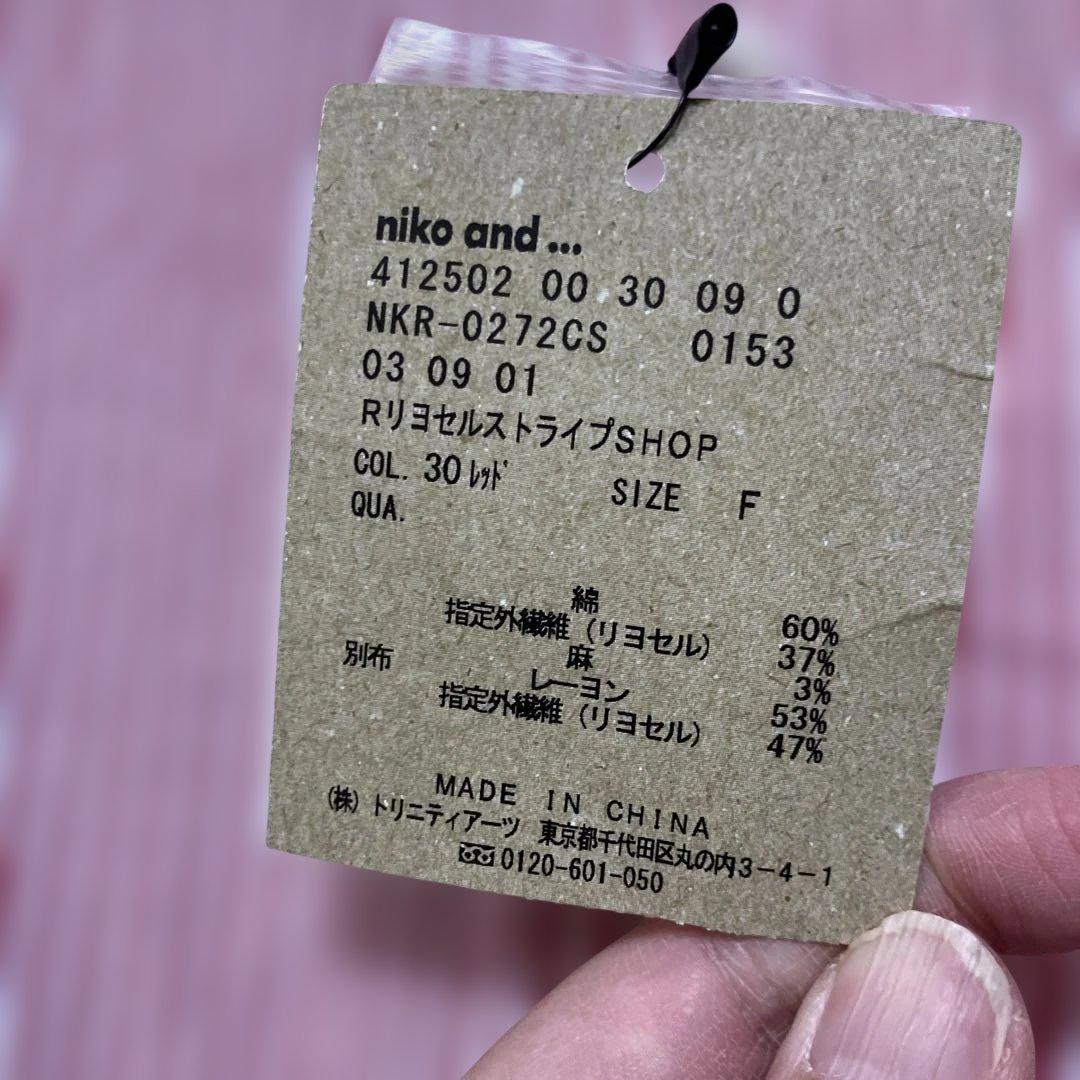 niko and ...
412502 00 30 09 0
NKR-0272CS 0153
03 09 01
RリヨセルストライプSHOP
COL. 30 ﾚｯﾄﾞ SIZE F
QUA.
綿 60%
指定外繊維（リヨセル） 37%
麻 3%
別布 レーヨン 53%
指定外繊維（リヨセル） 47%
MADE IN CHINA
（株）トリニティアーツ 東京都千代田区丸の内3-4-1
0120-601-050